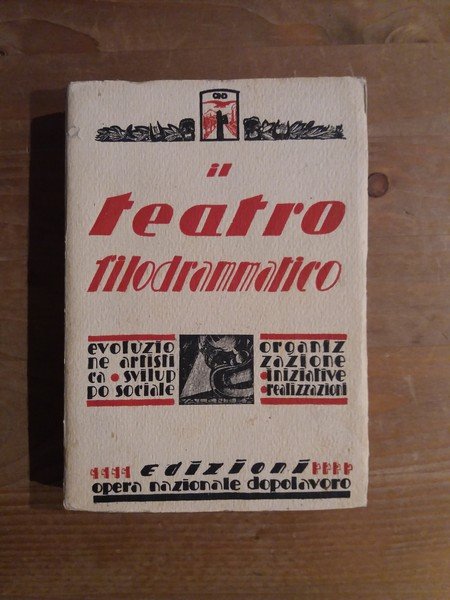 OND
il
teatro
filodrammatico
evoluzio
ne artisti
ca • svilup
po sociale
organiz
zazione
• iniziative
• realizzazioni
edizioni
opera nazionale dopolavoro